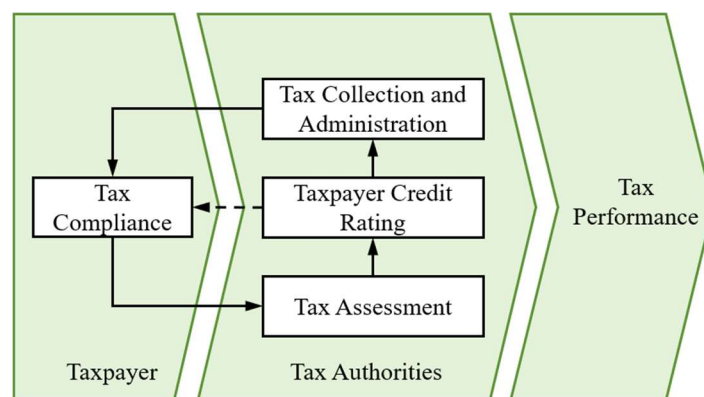 Tax Collection and
Administration
Tax
Compliance
Taxpayer Credit
Rating
Tax Assessment
Tax
Performance
Taxpayer
Tax Authorities